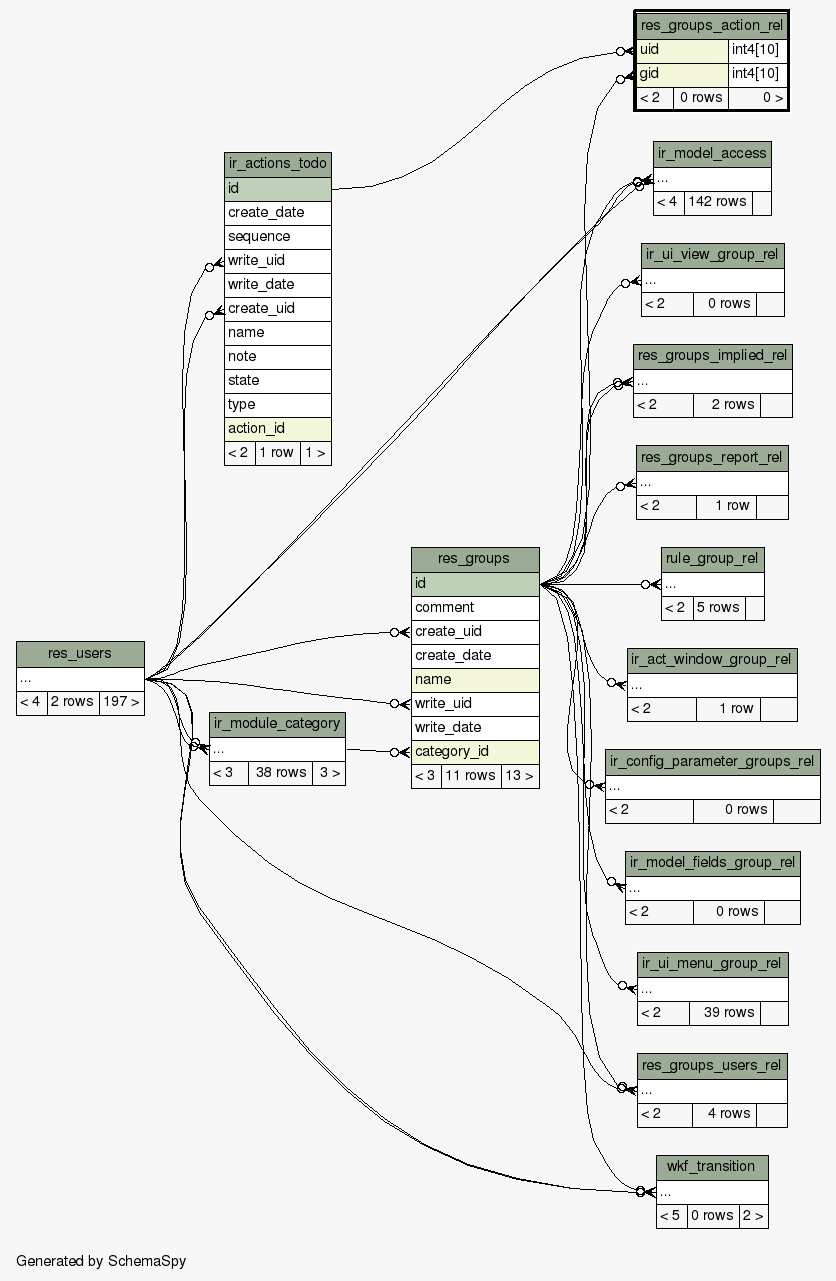 res_groups_action_rel
uid int4[10]
gid int4[10]
< 2 0 rows 0 >
ir_model_access
...
< 4 142 rows
ir_actions_todo
id
create_date
sequence
write_uid
write_date
create_uid
name
note
state
type
action_id
< 2 1 row 1 >
ir_ui_view_group_rel
...
< 2 0 rows
res_groups_implied_rel
...
< 2 2 rows
res_groups_report_rel
...
< 2 1 row
res_groups
id
comment
create_uid
create_date
name
write_uid
write_date
category_id
< 3 11 rows 13 >
rule_group_rel
...
< 2 5 rows
res_users
...
< 4 2 rows 197 >
ir_act_window_group_rel
...
< 2 1 row
ir_module_category
...
< 3 38 rows 3 >
ir_config_parameter_groups_rel
...
< 2 0 rows
ir_model_fields_group_rel
...
< 2 0 rows
ir_ui_menu_group_rel
...
< 2 39 rows
res_groups_users_rel
...
< 2 4 rows
wkf_transition
...
< 5 0 rows 2 >
Generated by SchemaSpy